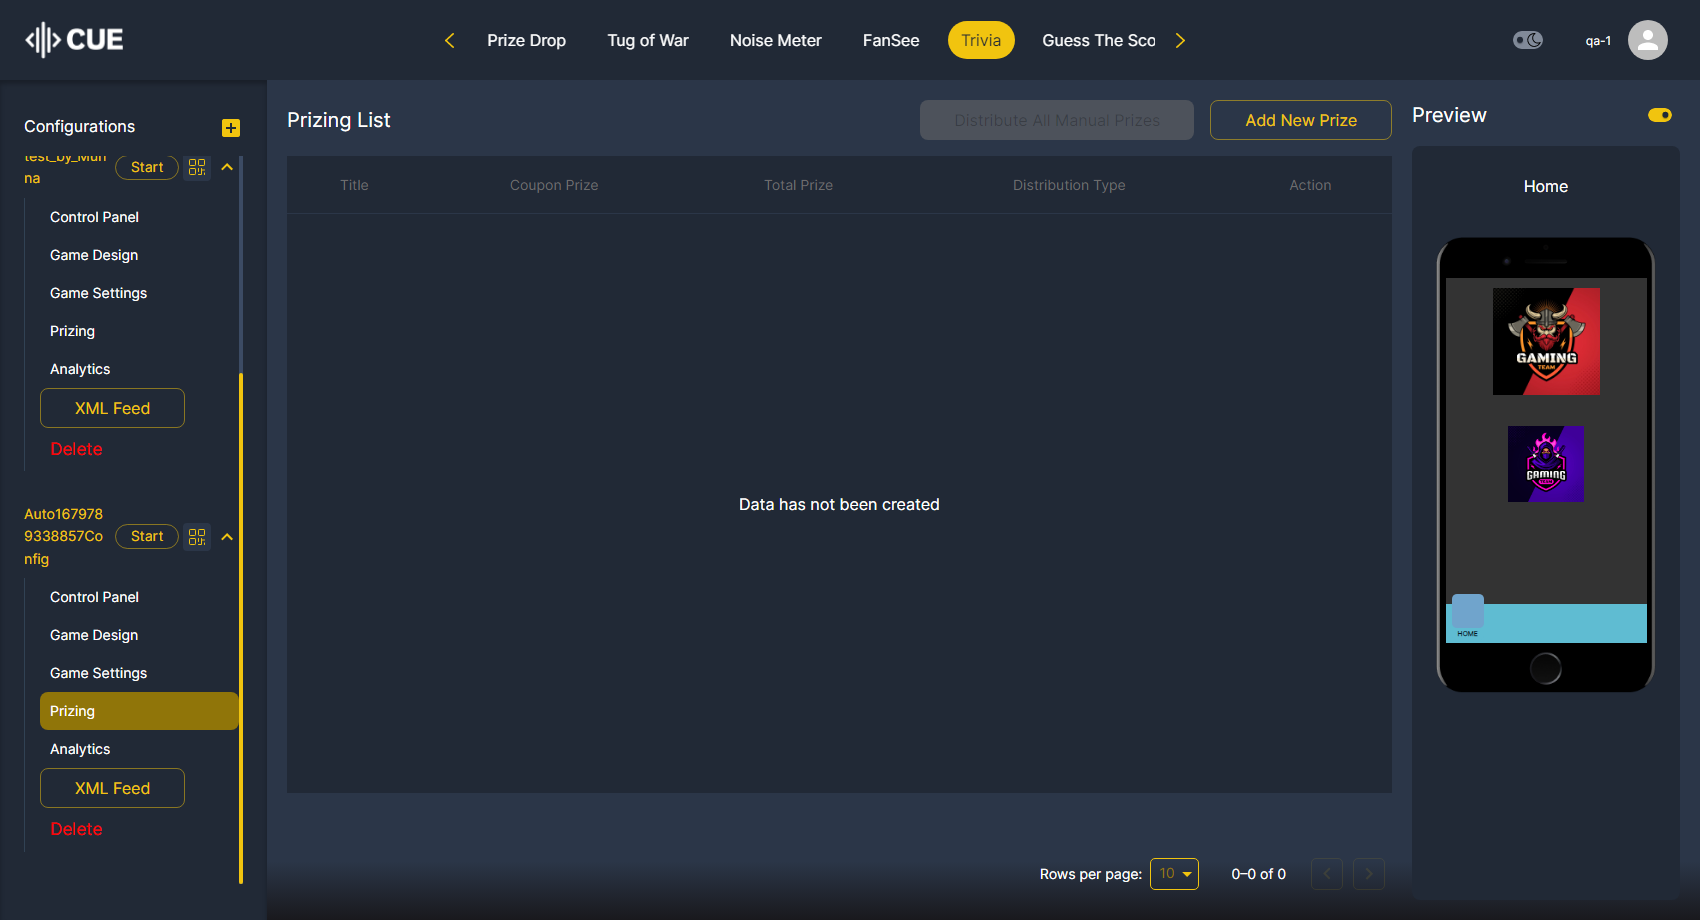 CUE
Prize Drop
Tug of War
Noise Meter
FanSee
Trivia
Guess The Sco
qa-1
Configurations
test_by_Mun
na
Start
Control Panel
Game Design
Game Settings
Prizing
Analytics
XML Feed
Delete
Auto167978
9338857Co
nfig
Start
Control Panel
Game Design
Game Settings
Prizing
Analytics
XML Feed
Delete
Prizing List
Distribute All Manual Prizes
Add New Prize
Title
Coupon Prize
Total Prize
Distribution Type
Action
Data has not been created
Rows per page:
10
0–0 of 0
Preview
Home
GAMING
TEAM
GAMING
TEAM
HOME